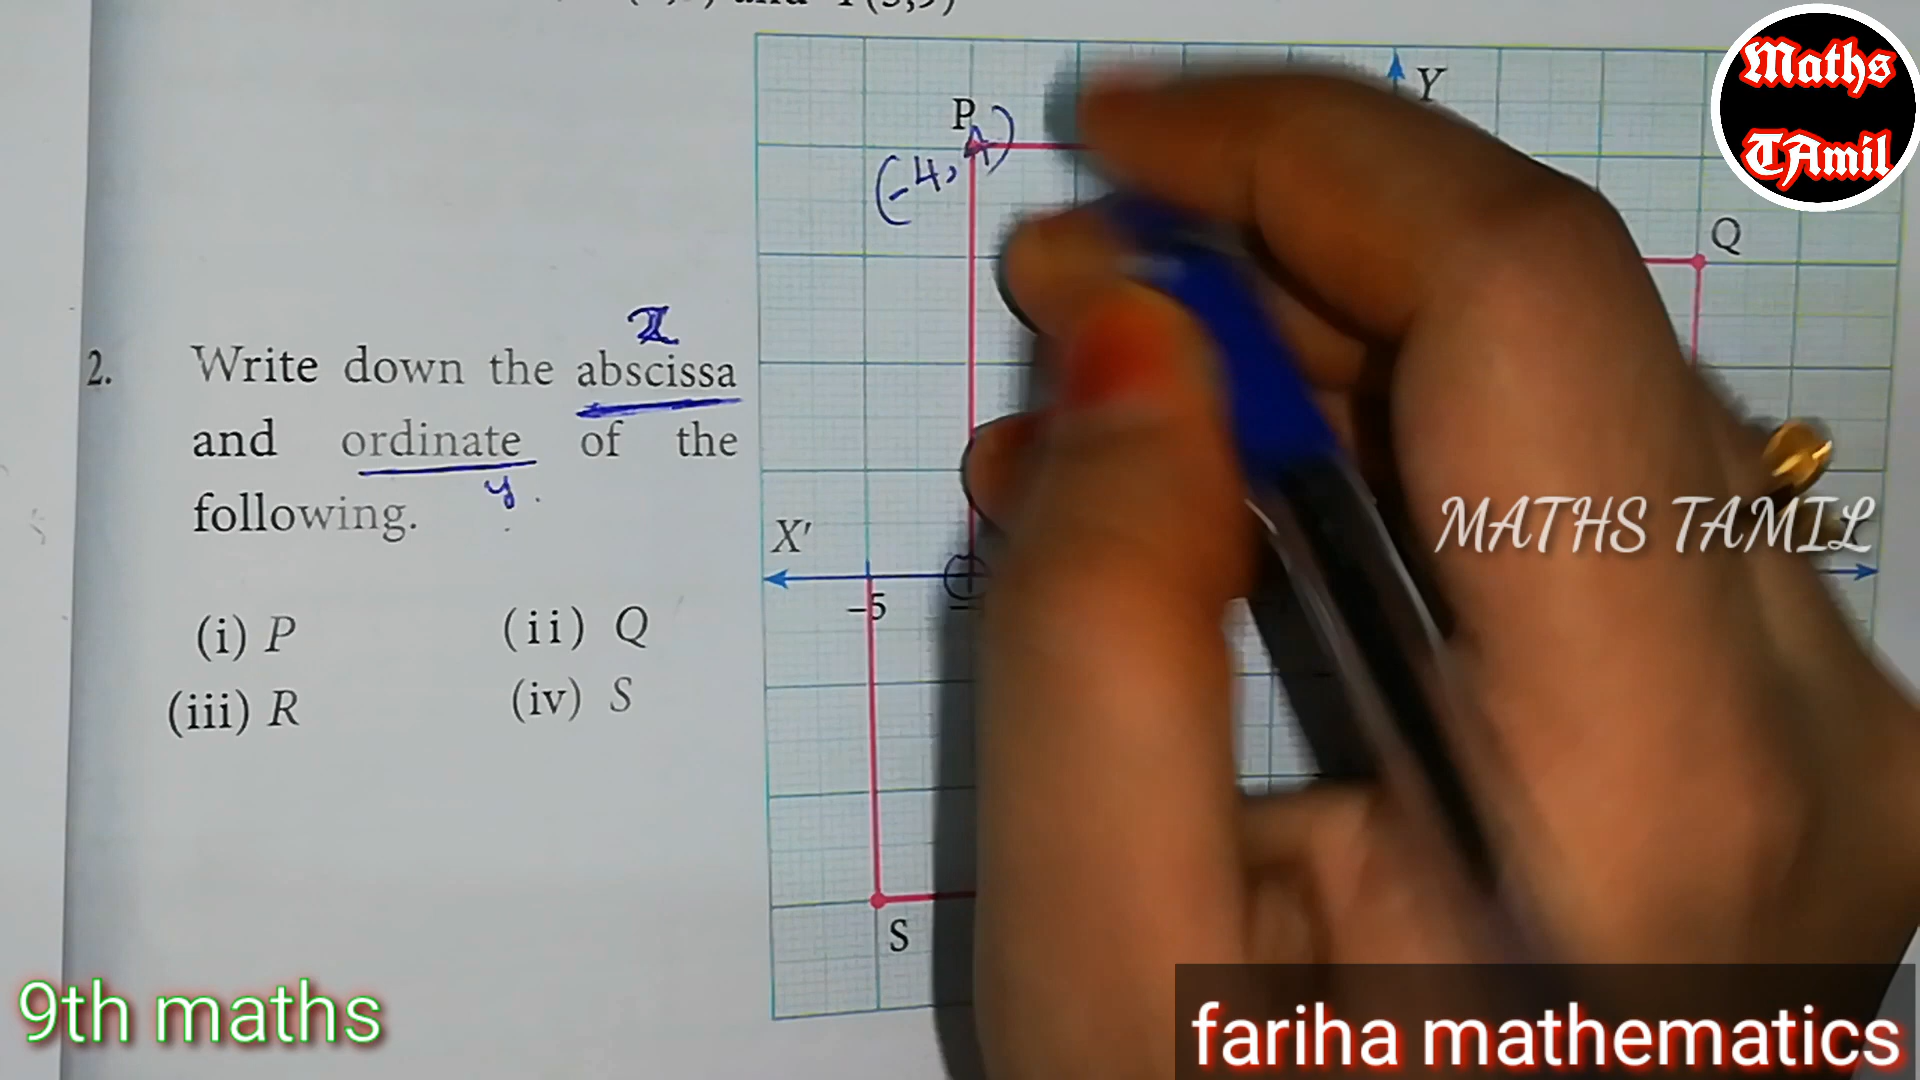 Y
P
(-4, 4)
Q
x
2. Write down the abscissa
and ordinate of the
y
following.
X'
-5
(i) P (ii) Q
(iii) R (iv) S
S
Maths
TAmil
MATHS TAMIL
9th maths
fariha mathematics